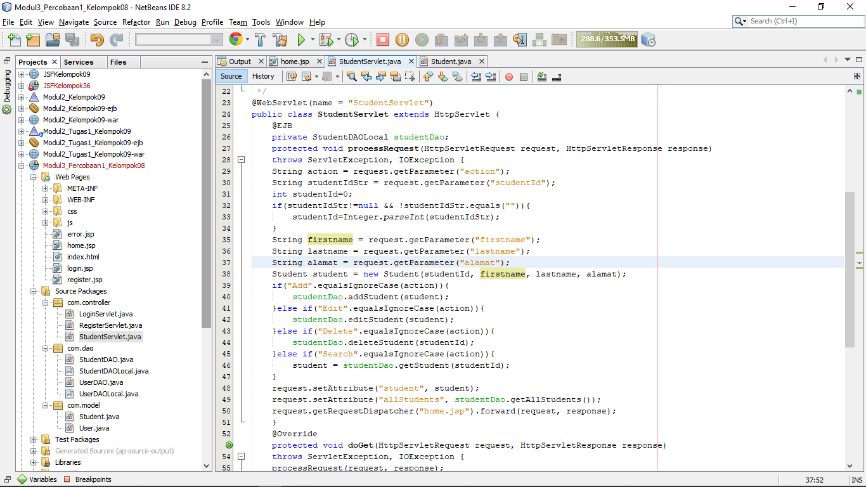 Modul3_Percobaan1_Kelompok08 - NetBeans IDE 8.2
File Edit View Navigate Source Refactor Run Debug Profile Team Tools Window Help
Search (Ctrl+I)
288.6/353.5MB
Projects Services Files
Output home.jsp StudentServlet.java Student.java
Debugging
Source History
JSFKelompok09
JSFKelompok36
Modul2_Kelompok09
Modul2_Kelompok09-ejb
Modul2_Kelompok09-war
Modul2_Tugas1_Kelompok09
Modul2_Tugas1_Kelompok09-ejb
Modul2_Tugas1_Kelompok09-war
Modul3_Percobaan1_Kelompok08
Web Pages
META-INF
WEB-INF
css
js
error.jsp
home.jsp
index.html
login.jsp
register.jsp
Source Packages
com.controller
LoginServlet.java
RegisterServlet.java
StudentServlet.java
com.dao
StudentDAO.java
StudentDAOLocal.java
UserDAO.java
UserDAOLocal.java
com.model
Student.java
User.java
Test Packages
Generated Sources (ap-source-output)
Libraries
22 */
23 @WebServlet(name = "StudentServlet")
24 public class StudentServlet extends HttpServlet {
25 @EJB
26 private StudentDAOLocal studentDao;
27 protected void processRequest(HttpServletRequest request, HttpServletResponse response)
28 throws ServletException, IOException {
29 String action = request.getParameter("action");
30 String studentIdStr = request.getParameter("studentId");
31 int studentId=0;
32 if(studentIdStr!=null && !studentIdStr.equals("")){
33 studentId=Integer.parseInt(studentIdStr);
34 }
35 String firstname = request.getParameter("firstname");
36 String lastname = request.getParameter("lastname");
37 String alamat = request.getParameter("alamat");
38 Student student = new Student(studentId, firstname, lastname, alamat);
39 if("Add".equalsIgnoreCase(action)){
40 studentDao.addStudent(student);
41 }else if("Edit".equalsIgnoreCase(action)){
42 studentDao.editStudent(student);
43 }else if("Delete".equalsIgnoreCase(action)){
44 studentDao.deleteStudent(studentId);
45 }else if("Search".equalsIgnoreCase(action)){
46 student = studentDao.getStudent(studentId);
47 }
48 request.setAttribute("student", student);
49 request.setAttribute("allStudents", studentDao.getAllStudents());
50 request.getRequestDispatcher("home.jsp").forward(request, response);
51 }
52 @Override
protected void doGet(HttpServletRequest request, HttpServletResponse response)
54 throws ServletException, IOException {
55 processRequest(request, response);
Variables Breakpoints
37:52 INS